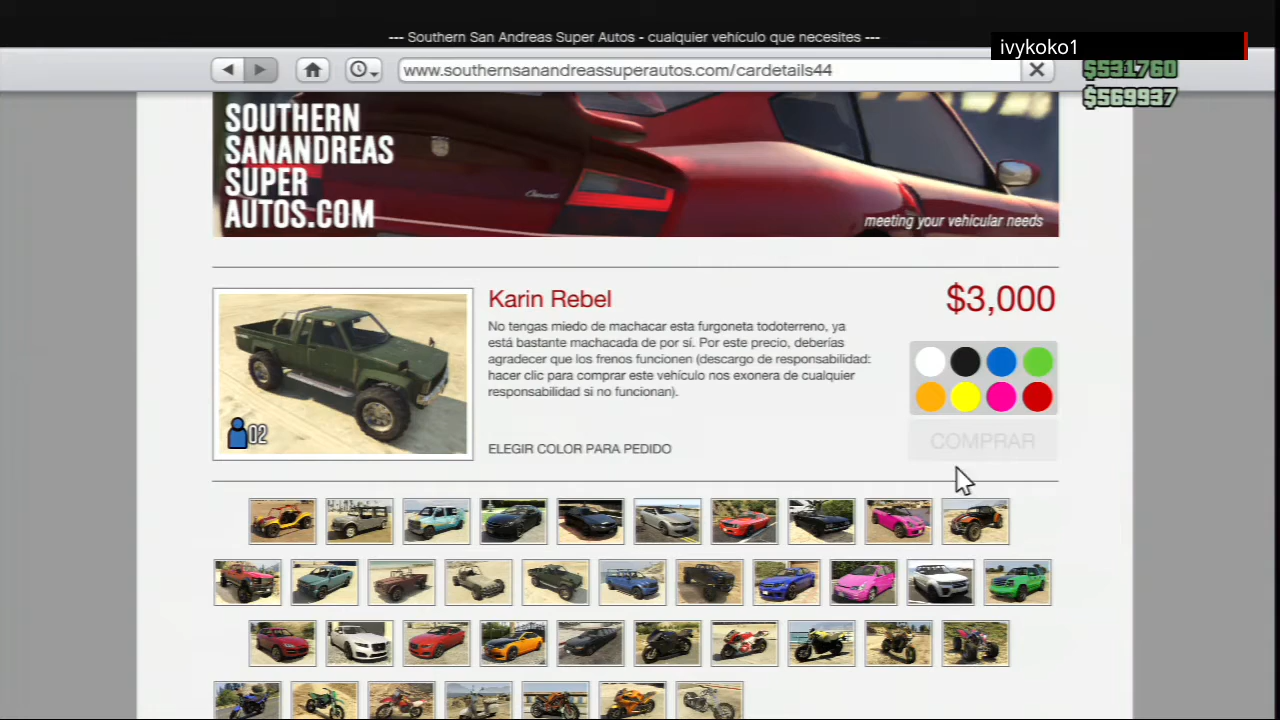 --- Southern San Andreas Super Autos - cualquier vehículo que necesites ---
ivykoko1
www.southernsanandreassuperautos.com/cardetails44
$531760
$569937
SOUTHERN
SANANDREAS
SUPER
AUTOS.COM
meeting your vehicular needs
Karin Rebel
$3,000
No tengas miedo de machacar esta furgoneta todoterreno, ya
está bastante machacada de por sí. Por este precio, deberías
agradecer que los frenos funcionen (descargo de responsabilidad:
hacer clic para comprar este vehículo nos exonera de cualquier
responsabilidad si no funcionan).
02
ELEGIR COLOR PARA PEDIDO
COMPRAR